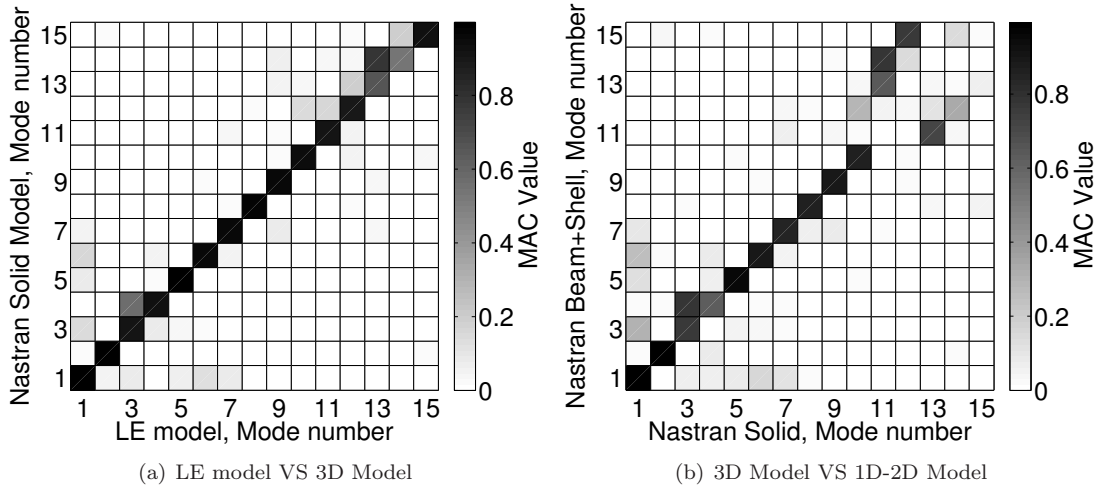 Nastran Solid Model, Mode number
15
13
11
9
7
5
3
1
1 3 5 7 9 11 13 15
LE model, Mode number
0.8
0.6
0.4
0.2
0
MAC Value
(a) LE model VS 3D Model
Nastran Beam+Shell, Mode number
15
13
11
9
7
5
3
1
1 3 5 7 9 11 13 15
Nastran Solid, Mode number
0.8
0.6
0.4
0.2
0
MAC Value
(b) 3D Model VS 1D-2D Model